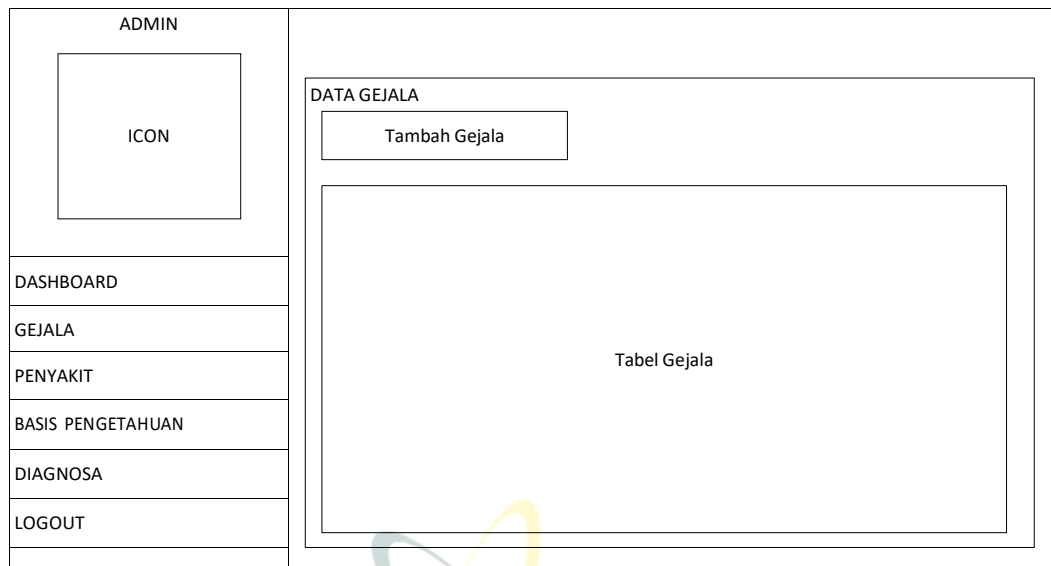 ADMIN
ICON
DASHBOARD
GEJALA
PENYAKIT
BASIS PENGETAHUAN
DIAGNOSA
LOGOUT
DATA GEJALA
Tambah Gejala
Tabel Gejala